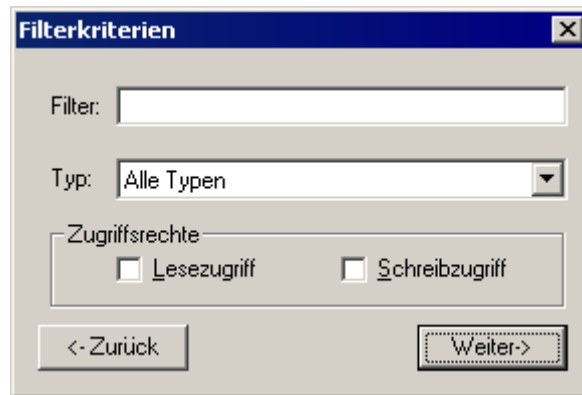 Filterkriterien
Filter:
Typ: Alle Typen
Zugriffsrechte
Lesezugriff Schreibzugriff
<- Zurück Weiter->